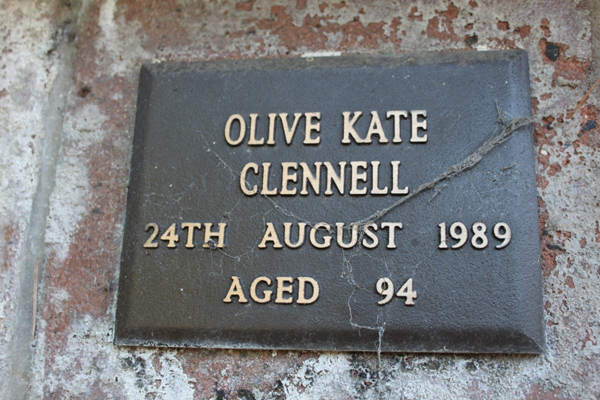 OLIVE KATE
CLENNELL
24TH AUGUST 1989
AGED 94